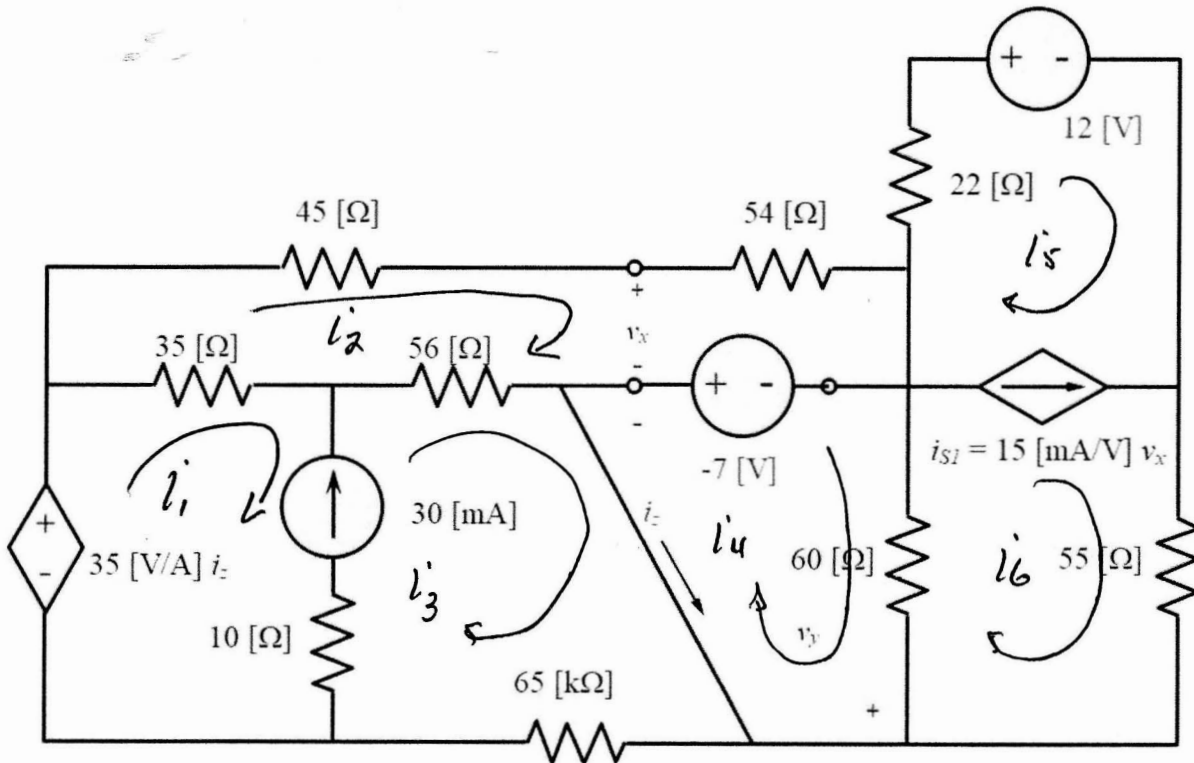 + -
12 [V]
22 [Ω]
45 [Ω]
54 [Ω]
i5
+
i2
vx
35 [Ω]
56 [Ω]
-
+ -
-
-7 [V]
iS1 = 15 [mA/V] vx
i1
30 [mA]
iz
i4
60 [Ω]
i6
55 [Ω]
+
-
35 [V/A] iz
i3
10 [Ω]
vy
65 [kΩ]
+